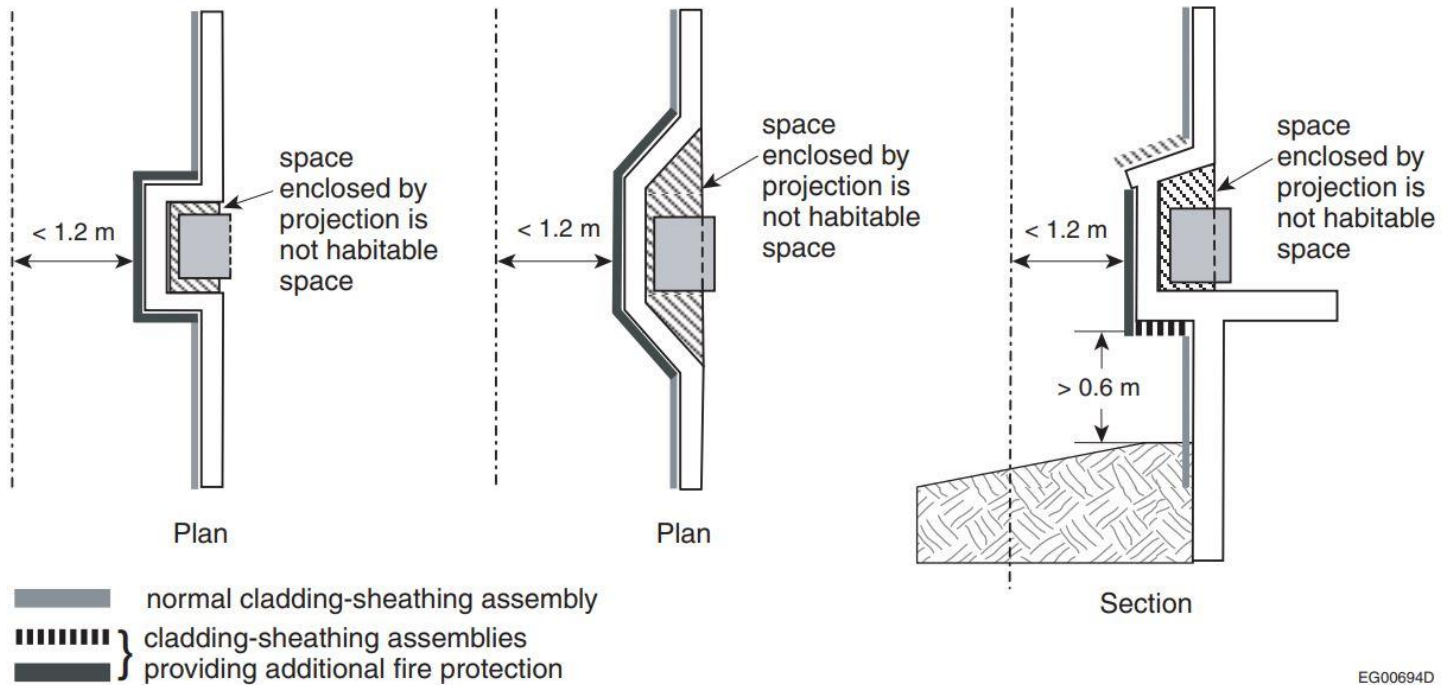 space
enclosed by
projection is
not habitable
space
< 1.2 m
Plan
space
enclosed by
projection is
not habitable
space
< 1.2 m
Plan
space
enclosed by
projection is
not habitable
space
< 1.2 m
> 0.6 m
Section
normal cladding-sheathing assembly
cladding-sheathing assemblies
providing additional fire protection
EG00694D